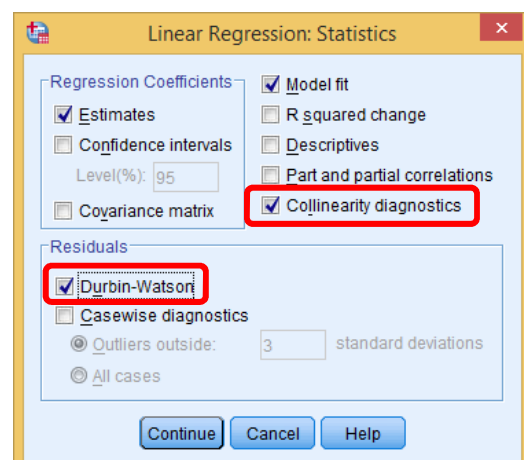 Linear Regression: Statistics
Regression Coefficients
Estimates
Confidence intervals
Level(%): 95
Covariance matrix
Model fit
R squared change
Descriptives
Part and partial correlations
Collinearity diagnostics
Residuals
Durbin-Watson
Casewise diagnostics
Outliers outside: 3 standard deviations
All cases
Continue Cancel Help